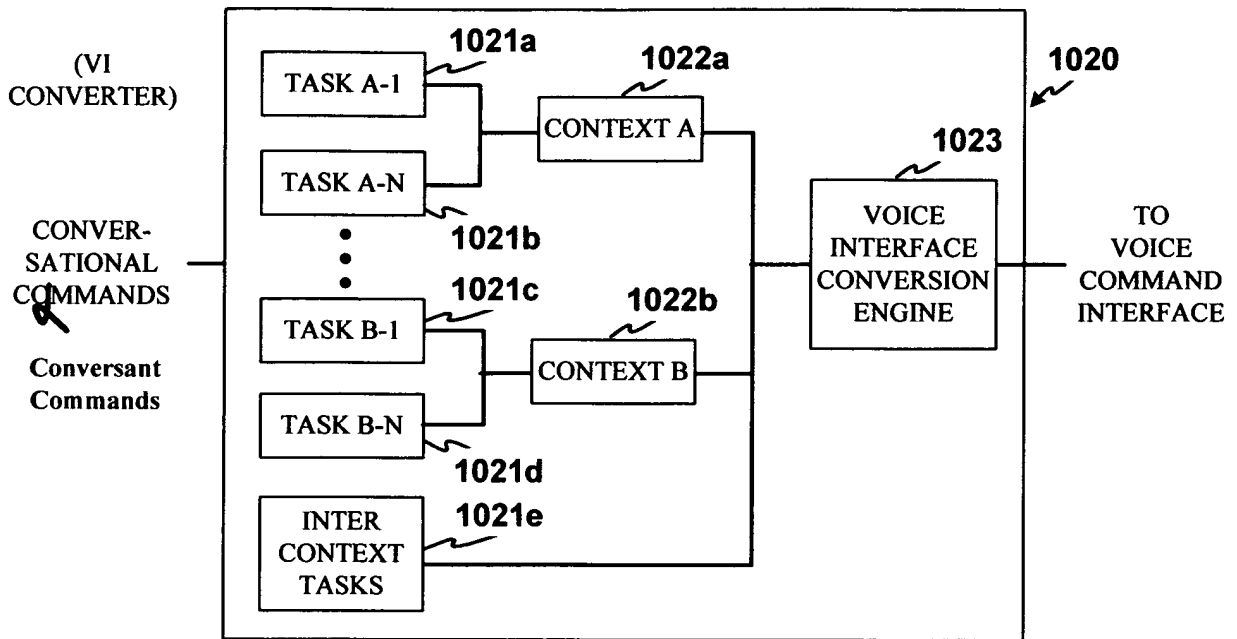 (VI
CONVERTER)
CONVER-
SATIONAL
COMMANDS
Conversant
Commands
1021a
TASK A-1
TASK A-N
1021b
1022a
CONTEXT A
1021c
TASK B-1
TASK B-N
1021d
1022b
CONTEXT B
1021e
INTER
CONTEXT
TASKS
1023
VOICE
INTERFACE
CONVERSION
ENGINE
1020
TO
VOICE
COMMAND
INTERFACE